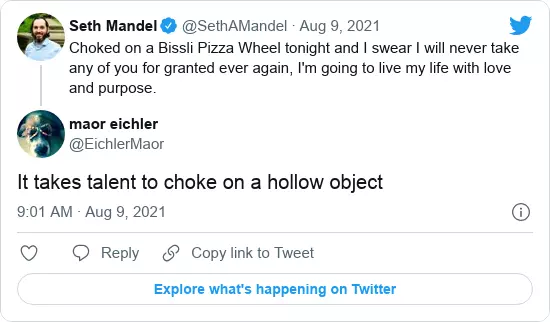 Seth Mandel @SethAMandel · Aug 9, 2021
Choked on a Bissli Pizza Wheel tonight and I swear I will never take
any of you for granted ever again, I'm going to live my life with love
and purpose.
maor eichler
@EichlerMaor
It takes talent to choke on a hollow object
9:01 AM · Aug 9, 2021
Reply
Copy link to Tweet
Explore what's happening on Twitter